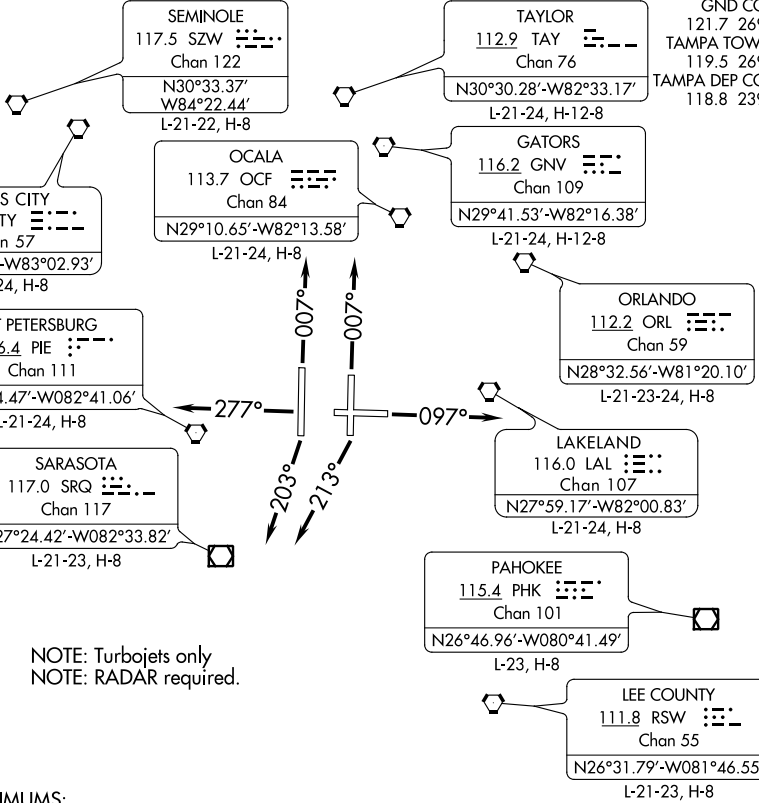 SEMINOLE
117.5 SZW
Chan 122
N30°33.37'
W84°22.44'
L-21-22, H-8
TAYLOR
112.9 TAY
Chan 76
N30°30.28'-W82°33.17'
L-21-24, H-12-8
GND CO
121.7 26
TAMPA TOW
119.5 26
TAMPA DEP CO
118.8 239
OCALA
113.7 OCF
Chan 84
N29°10.65'-W82°13.58'
L-21-24, H-8
GATORS
116.2 GNV
Chan 109
N29°41.53'-W82°16.38'
L-21-24, H-12-8
S CITY
TY
n 57
-W83°02.93'
24, H-8
007°
007°
ORLANDO
112.2 ORL
Chan 59
N28°32.56'-W81°20.10'
L-21-23-24, H-8
PETERSBURG
6.4 PIE
Chan 111
4.47'-W082°41.06'
L-21-24, H-8
277°
097°
203°
213°
LAKELAND
116.0 LAL
Chan 107
N27°59.17'-W82°00.83'
L-21-24, H-8
SARASOTA
117.0 SRQ
Chan 117
27°24.42'-W082°33.82'
L-21-23, H-8
PAHOKEE
115.4 PHK
Chan 101
N26°46.96'-W080°41.49'
L-23, H-8
NOTE: Turbojets only
NOTE: RADAR required.
LEE COUNTY
111.8 RSW
Chan 55
N26°31.79'-W081°46.55
L-21-23, H-8
IMUMS: